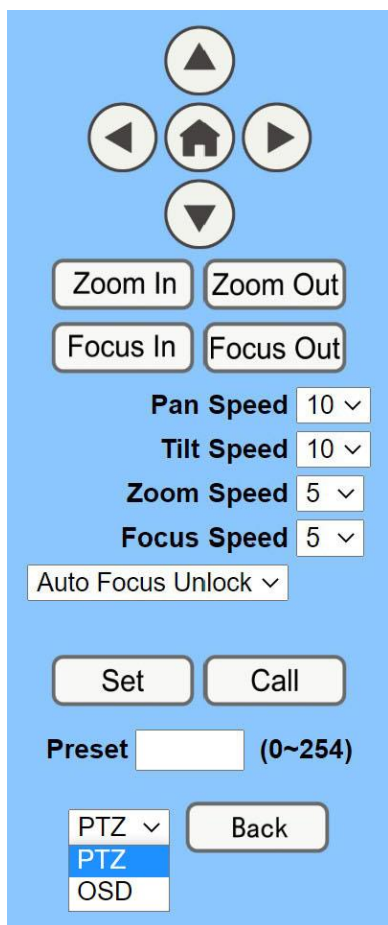 Zoom In Zoom Out
Focus In Focus Out
Pan Speed 10
Tilt Speed 10
Zoom Speed 5
Focus Speed 5
Auto Focus Unlock
Set Call
Preset (0~254)
PTZ Back
PTZ
OSD